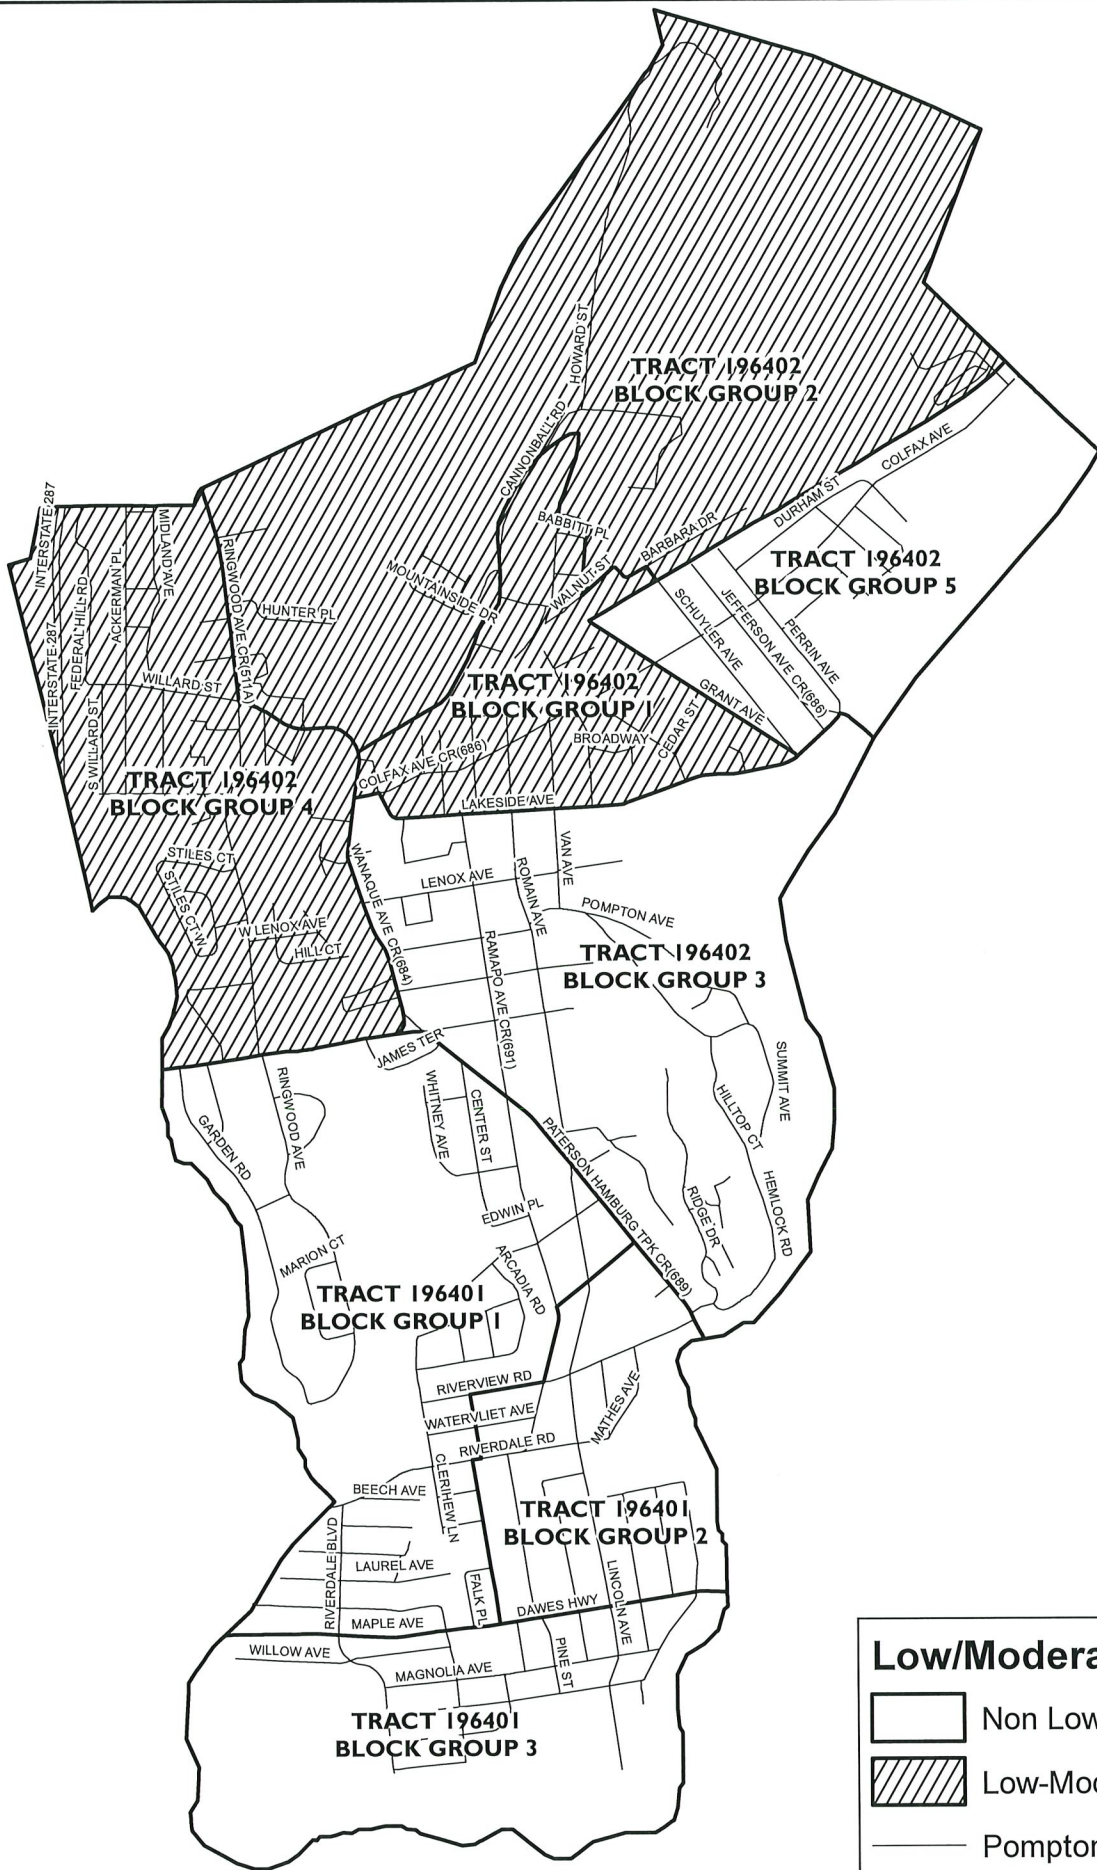 HOWARD ST
TRACT 196402
BLOCK GROUP 2
CANNONBALL RD
COLFAX AVE
INTERSTATE 287
MIDLAND AVE
DURHAM ST
BABBITT PL
BARBARA DR
RINGWOOD AVE CR(511A)
TRACT 196402
BLOCK GROUP 5
FEDERAL HILL RD
ACKERMAN PL
MOUNTAINSIDE DR
WALNUT ST
HUNTER PL
SCHUYLER AVE
JEFFERSON AVE CR(686)
PERRIN AVE
INTERSTATE 287
WILLARD ST
TRACT 196402
BLOCK GROUP 1
GRANT AVE
S WILLARD ST
BROADWAY
CEDAR ST
TRACT 196402
BLOCK GROUP 4
COLFAX AVE CR(686)
LAKESIDE AVE
STILES CT
WANAQUE AVE CR(684)
VAN AVE
LENOX AVE
ROMAIN AVE
STILES CT W
POMPTON AVE
W LENOX AVE
HILL CT
RAMAPO AVE CR(691)
TRACT 196402
BLOCK GROUP 3
JAMES TER
SUMMIT AVE
RINGWOOD AVE
WHITNEY AVE
CENTER ST
HILLTOP CT
GARDEN RD
PATERSON HAMBURG TPK CR(689)
HEMLOCK RD
EDWIN PL
RIDGE DR
MARION CT
ARCADIA RD
TRACT 196401
BLOCK GROUP 1
RIVERVIEW RD
MATHES AVE
WATERVLIET AVE
RIVERDALE RD
CLERIHEW LN
BEECH AVE
TRACT 196401
BLOCK GROUP 2
RIVERDALE BLVD
LAUREL AVE
FALK PL
LINCOLN AVE
DAWES HWY
MAPLE AVE
WILLOW AVE
PINE ST
MAGNOLIA AVE
TRACT 196401
BLOCK GROUP 3
Low/Modera
Non Low
Low-Mod
Pompton